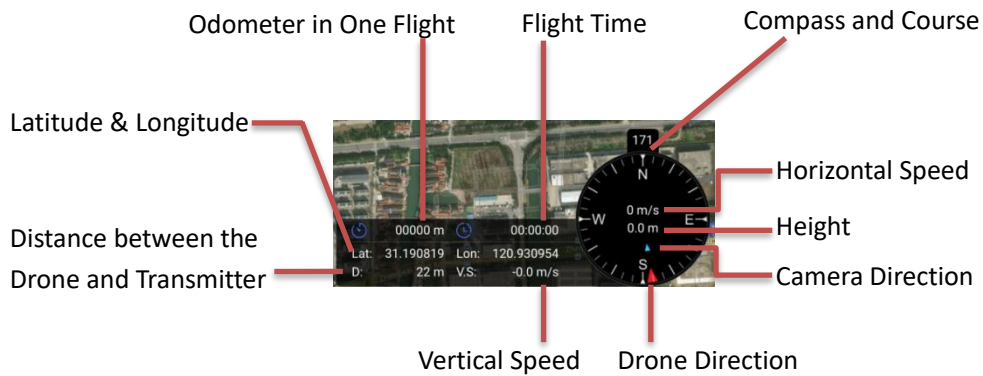 Odometer in One Flight
Flight Time
Compass and Course
Latitude & Longitude
171
N
Horizontal Speed
0 m/s
W
E
0.0 m
Height
00000 m
00:00:00
Distance between the
Drone and Transmitter
Lat: 31.190819 Lon: 120.930954
D: 22 m V.S: -0.0 m/s
S
Camera Direction
Vertical Speed
Drone Direction